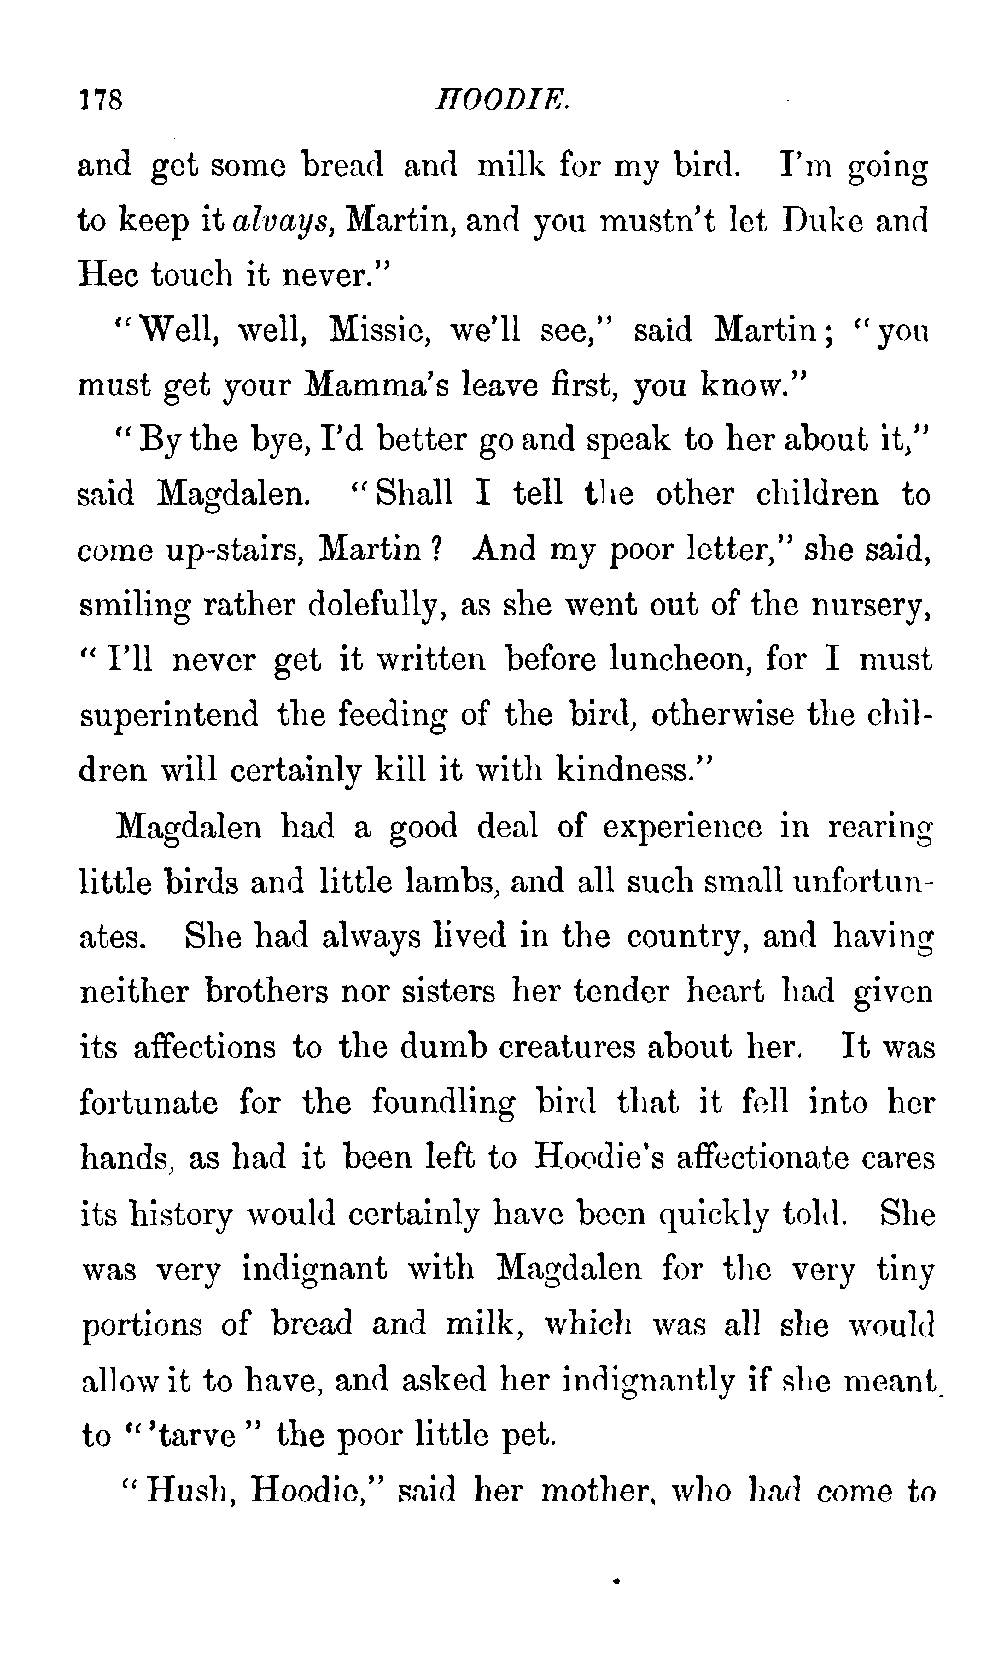 178 HOODIE.
and get some bread and milk for my bird. I'm going
to keep it alvays, Martin, and you mustn't let Duke and
Hec touch it never."
"Well, well, Missie, we'll see," said Martin; "you
must get your Mamma's leave first, you know."
"By the bye, I'd better go and speak to her about it,"
said Magdalen. "Shall I tell the other children to
come up-stairs, Martin? And my poor letter," she said,
smiling rather dolefully, as she went out of the nursery,
"I'll never get it written before luncheon, for I must
superintend the feeding of the bird, otherwise the chil-
dren will certainly kill it with kindness."
Magdalen had a good deal of experience in rearing
little birds and little lambs, and all such small unfortun-
ates. She had always lived in the country, and having
neither brothers nor sisters her tender heart had given
its affections to the dumb creatures about her. It was
fortunate for the foundling bird that it fell into her
hands, as had it been left to Hoodie's affectionate cares
its history would certainly have been quickly told. She
was very indignant with Magdalen for the very tiny
portions of bread and milk, which was all she would
allow it to have, and asked her indignantly if she meant
to "'tarve" the poor little pet.
"Hush, Hoodie," said her mother, who had come to